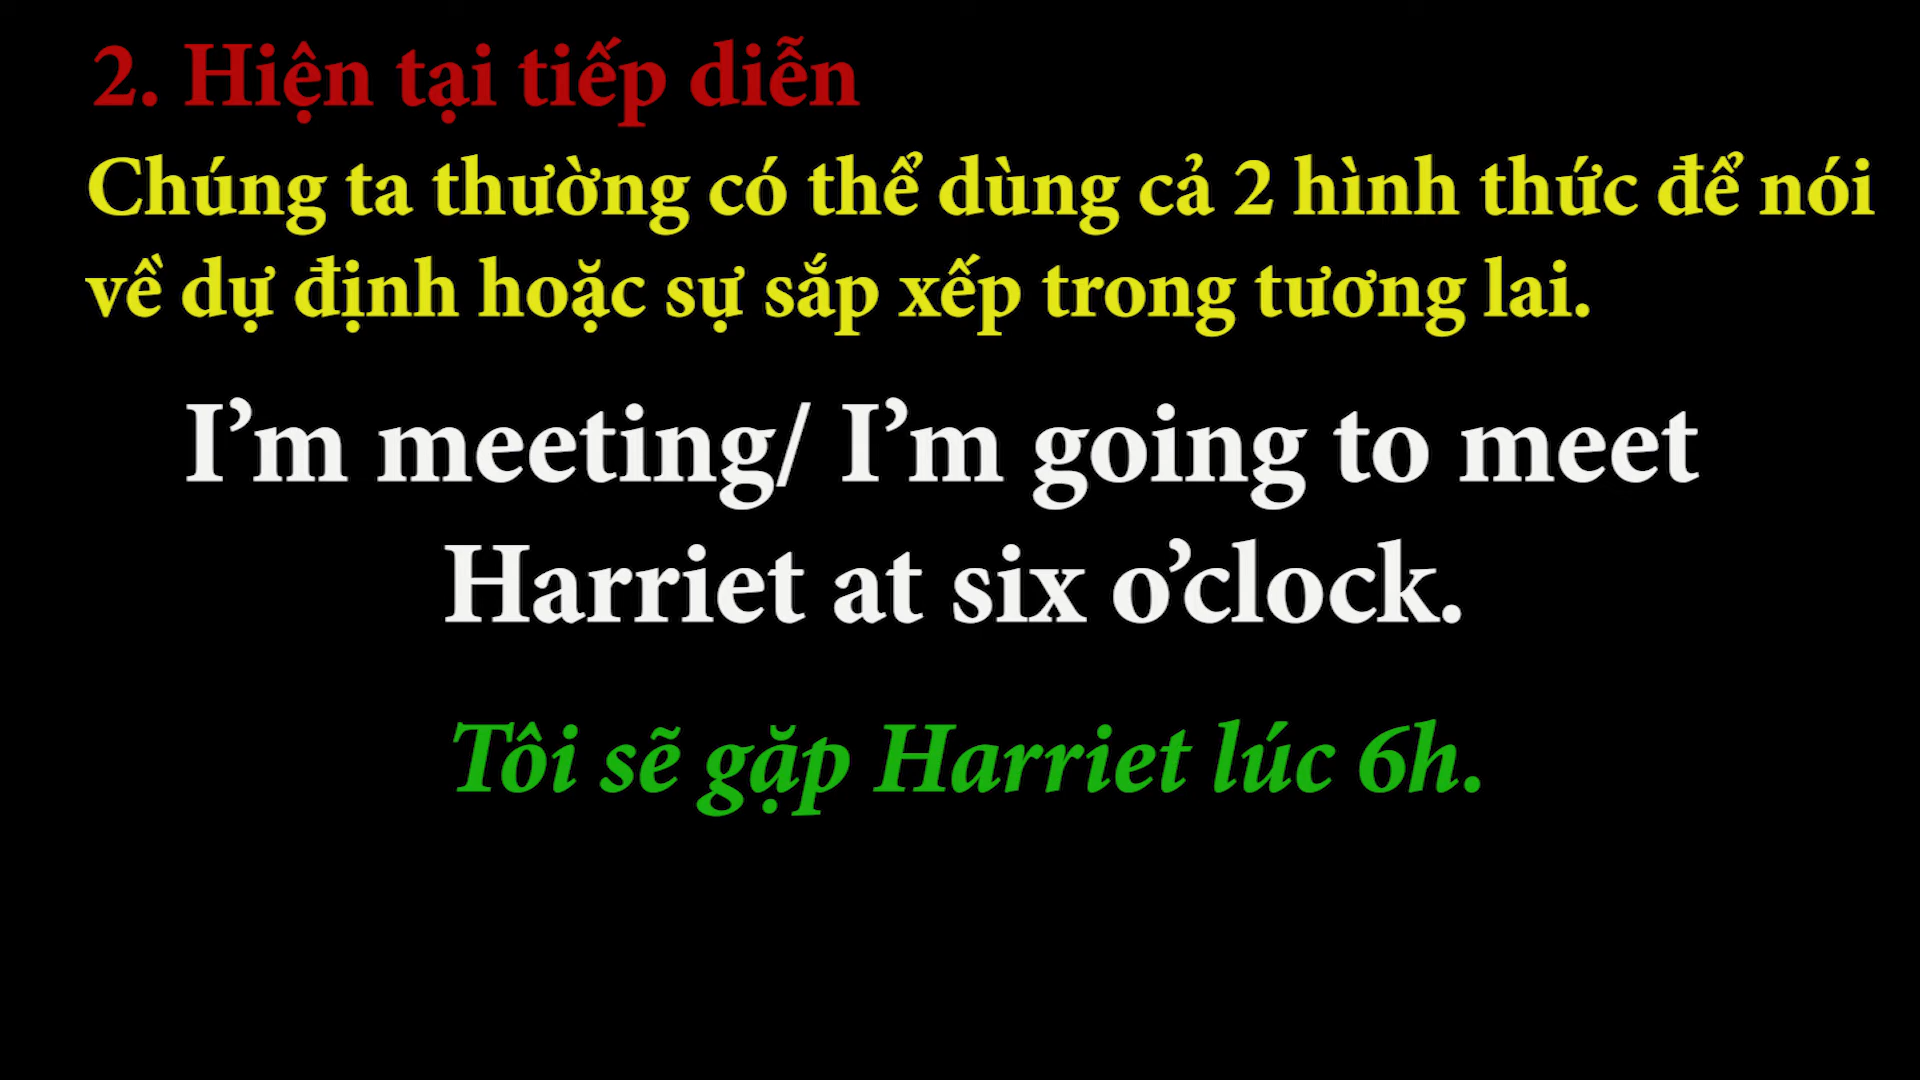 2. Hiện tại tiếp diễn
Chúng ta thường có thể dùng cả 2 hình thức để nói
về dự định hoặc sự sắp xếp trong tương lai.
I’m meeting/ I’m going to meet
Harriet at six o’clock.
Tôi sẽ gặp Harriet lúc 6h.